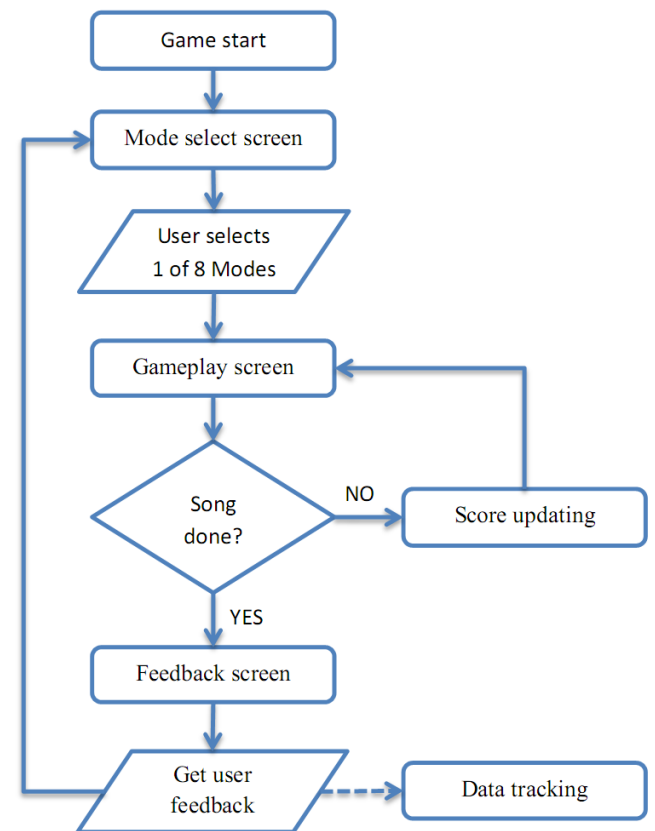 Game start
Mode select screen
User selects
1 of 8 Modes
Gameplay screen
Song
done?
NO
Score updating
YES
Feedback screen
Get user
feedback
Data tracking